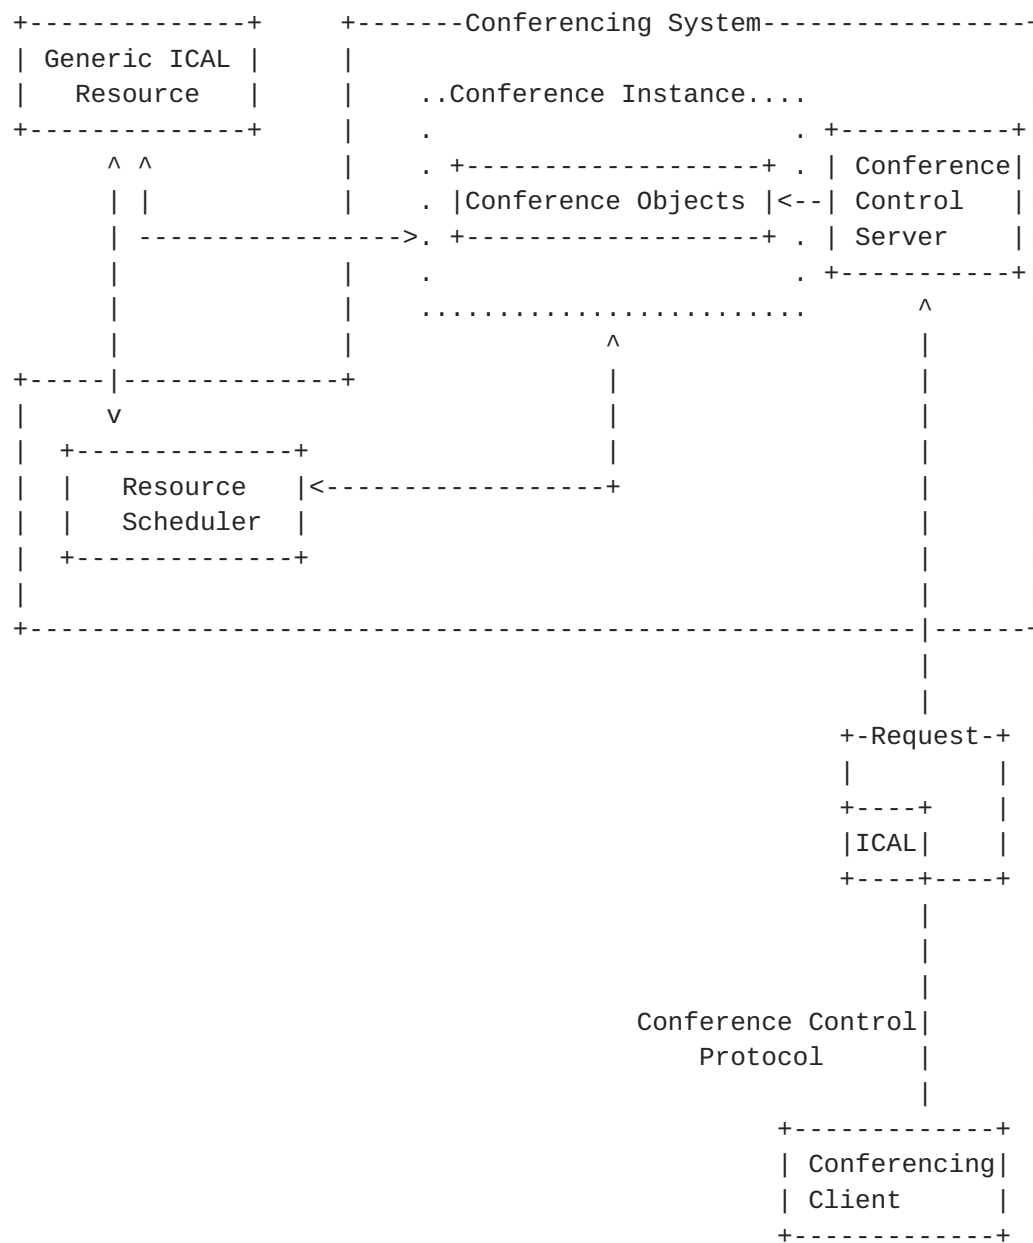 +--------------+     +-------Conferencing System-----------------+
| Generic ICAL |     |
|   Resource   |     |    ..Conference Instance....
+--------------+     |    .                       . +-----------+
      ^ ^            |    . +-------------------+ . | Conference|
      | |            |    . |Conference Objects |<--| Control   |
      | ----------------->. +-------------------+ . | Server    |
      |              |    .                       . +-----------+
      |              |    .........................       ^
      |              |                ^                   |
+-----|--------------+                |                   |
|     v                               |                   |
|  +--------------+                   |                   |
|  |   Resource   |<------------------+                   |
|  |   Scheduler  |                                       |
|  +--------------+                                       |
|                                                         |
+---------------------------------------------------------|------+
                                                          |
                                                          |
                                                     +-Request-+
                                                     |         |
                                                     +----+    |
                                                     |ICAL|    |
                                                     +----+----+
                                                          |
                                                          |
                                                          |
                                        Conference Control|
                                            Protocol      |
                                                          |
                                                 +-------------+
                                                 | Conferencing|
                                                 | Client      |
                                                 +-------------+